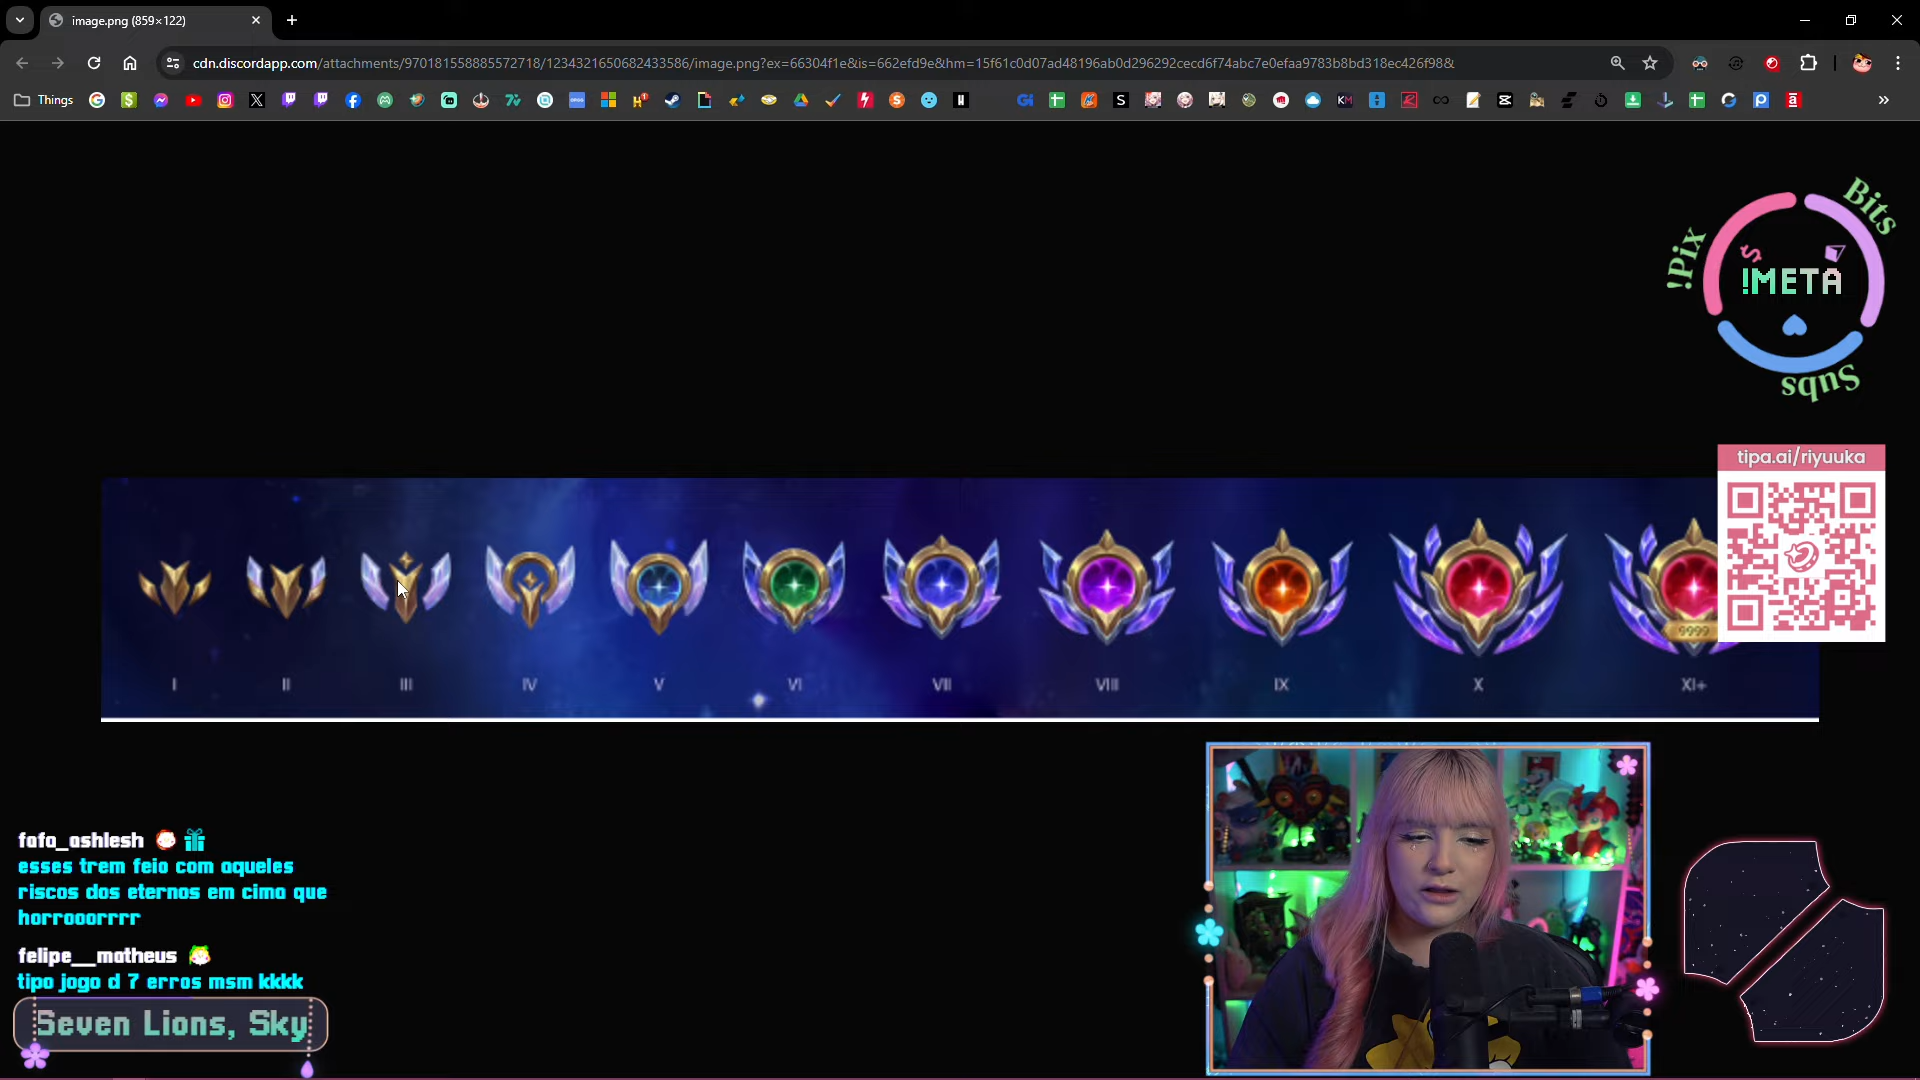 image.png (859×122)
cdn.discordapp.com/attachments/970181558885572718/1234321650682433586/image.png?ex=66304f1e&is=662efd9e&hm=15f61c0d07ad48196ab0d296292cecd6f74abc7e0efaa9783b8bd318ec426f98&
Things
!Pix
Bits
!META
Subs
tipa.ai/riyuuka
9999
I II III IV V VI VII VIII IX X XI+
fafa_ashlesh
esses trem feio com aqueles
riscos dos eternos em cima que
horrooorrrr
felipe__matheus
tipo jogo d 7 erros msm kkkk
Seven Lions, Sky